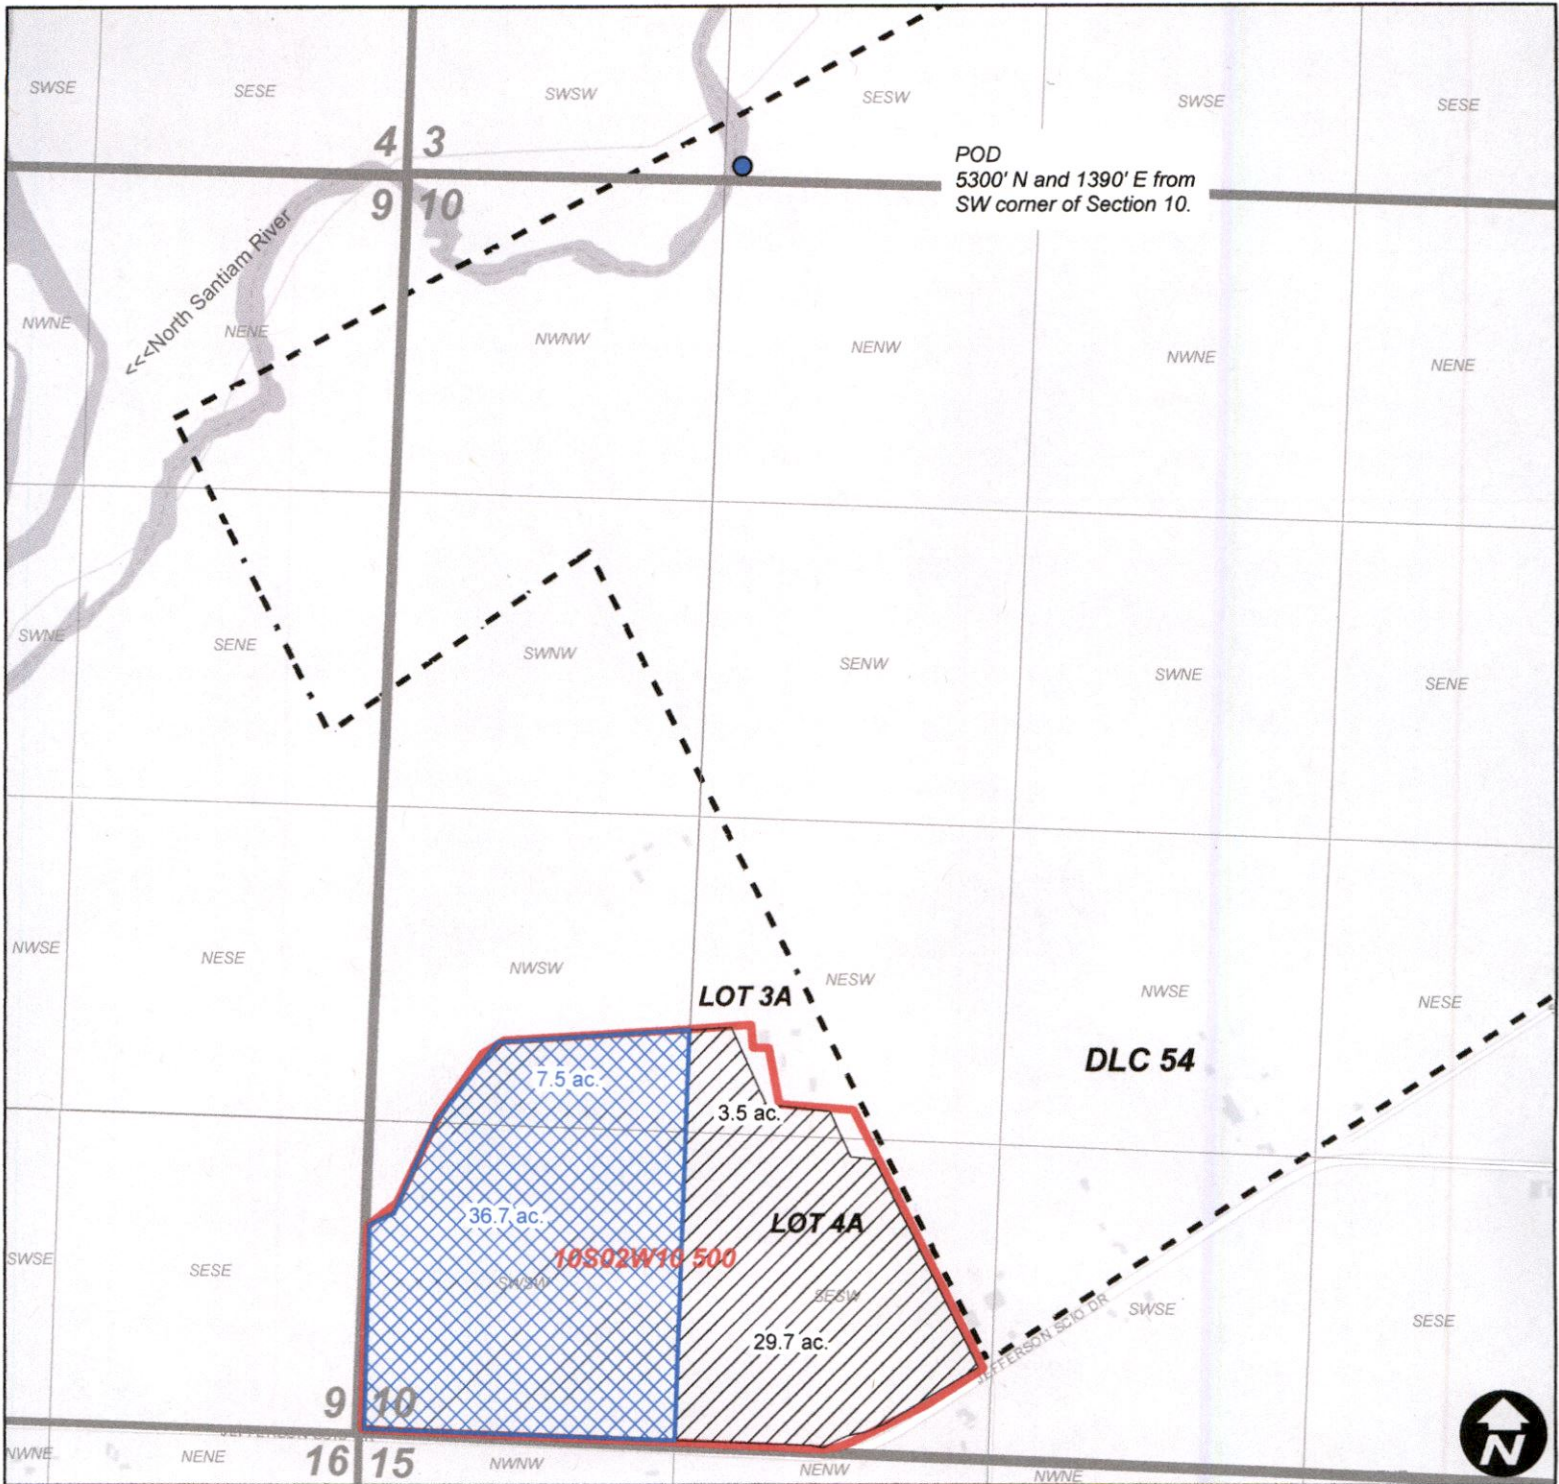 SWSE
SESE
SWSW
SESW
SWSE
SESE
4 3
9 10
POD
5300' N and 1390' E from
SW corner of Section 10.
<<<North Santiam River
NWNE
NENE
NWNW
NENW
NWNE
NENE
SWNE
SENE
SWNW
SENW
SWNE
SENE
NWSE
NESE
NWSW
NESW
NWSE
NESE
LOT 3A
DLC 54
7.5 ac.
3.5 ac.
36.7 ac.
LOT 4A
10S02W10 500
SWSE
SESE
SWSW
SESW
SWSE
SESE
29.7 ac.
JEFFERSON SCIO DR
9 10
16 15
NWNE
NENE
NWNW
NENW
NWNE
N